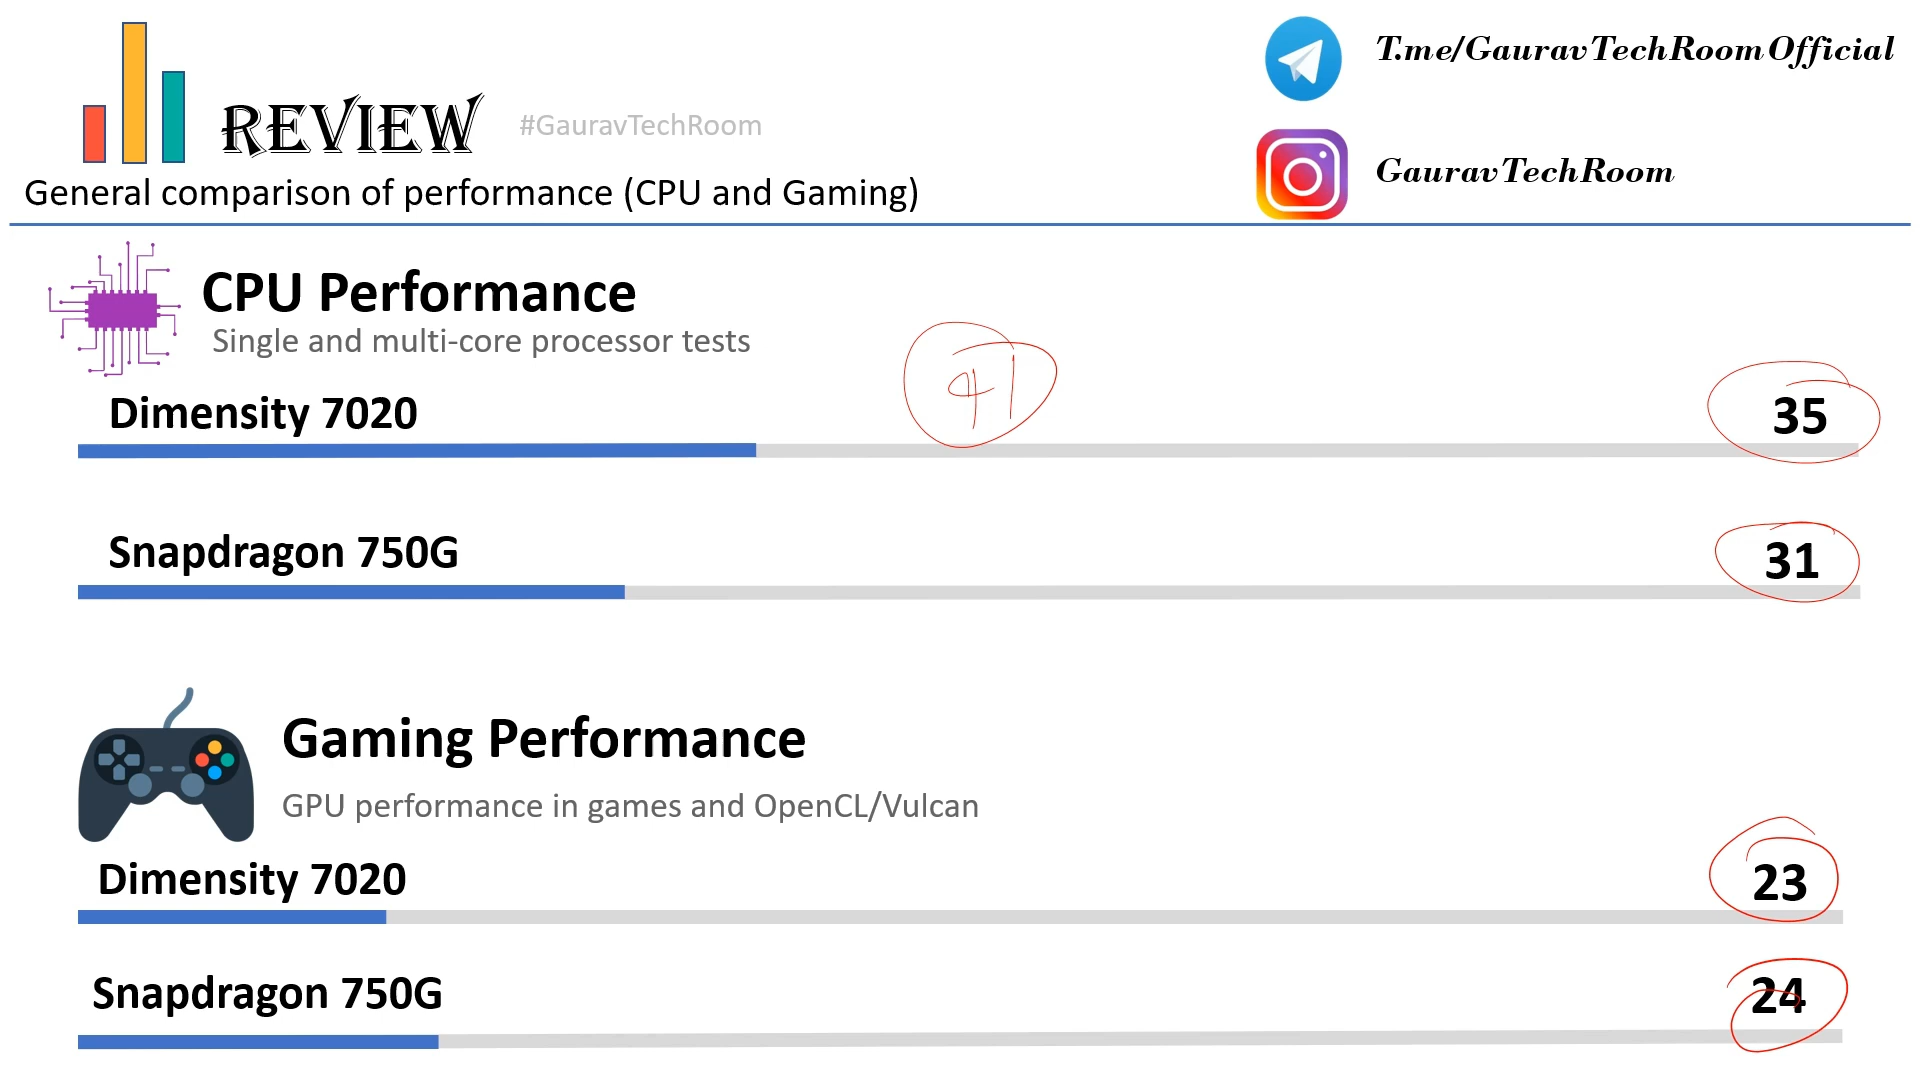 T.me/GauravTechRoomOfficial
REVIEW #GauravTechRoom
GauravTechRoom
General comparison of performance (CPU and Gaming)
CPU Performance
Single and multi-core processor tests
41
Dimensity 7020 35
Snapdragon 750G 31
Gaming Performance
GPU performance in games and OpenCL/Vulcan
Dimensity 7020 23
Snapdragon 750G 24